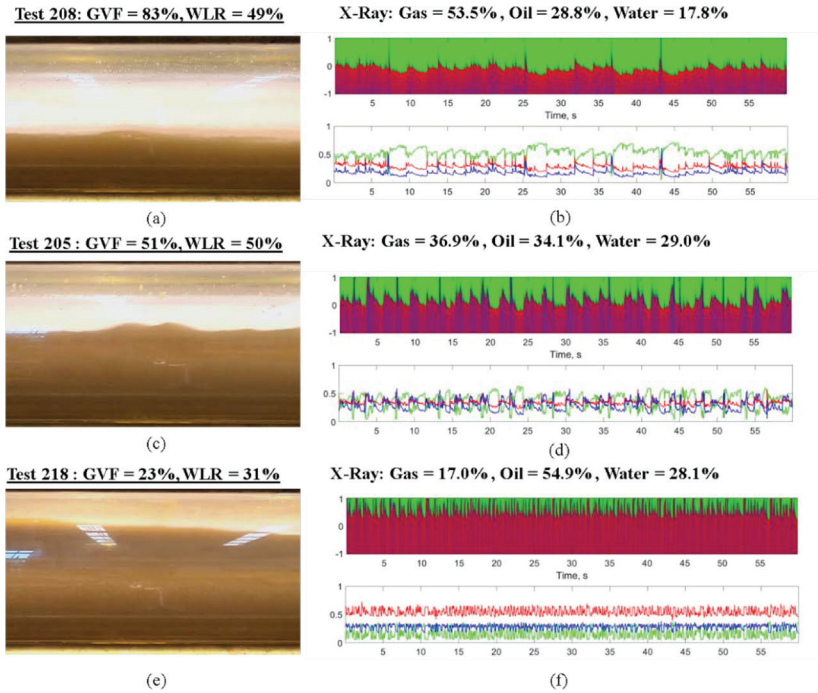 Test 208: GVF = 83%, WLR = 49%
X-Ray: Gas = 53.5% , Oil = 28.8% , Water = 17.8%
1
0
-1
5 10 15 20 25 30 35 40 45 50 55
Time, s
1
0.5
0
5 10 15 20 25 30 35 40 45 50 55
(a)
(b)
Test 205 : GVF = 51%, WLR = 50%
X-Ray: Gas = 36.9% , Oil = 34.1% , Water = 29.0%
1
0
-1
5 10 15 20 25 30 35 40 45 50 55
Time, s
1
0.5
0
5 10 15 20 25 30 35 40 45 50 55
(c)
(d)
Test 218 : GVF = 23%, WLR = 31%
X-Ray: Gas = 17.0% , Oil = 54.9% , Water = 28.1%
1
0
-1
5 10 15 20 25 30 35 40 45 50 55
Time, s
1
0.5
0
5 10 15 20 25 30 35 40 45 50 55
(e)
(f)